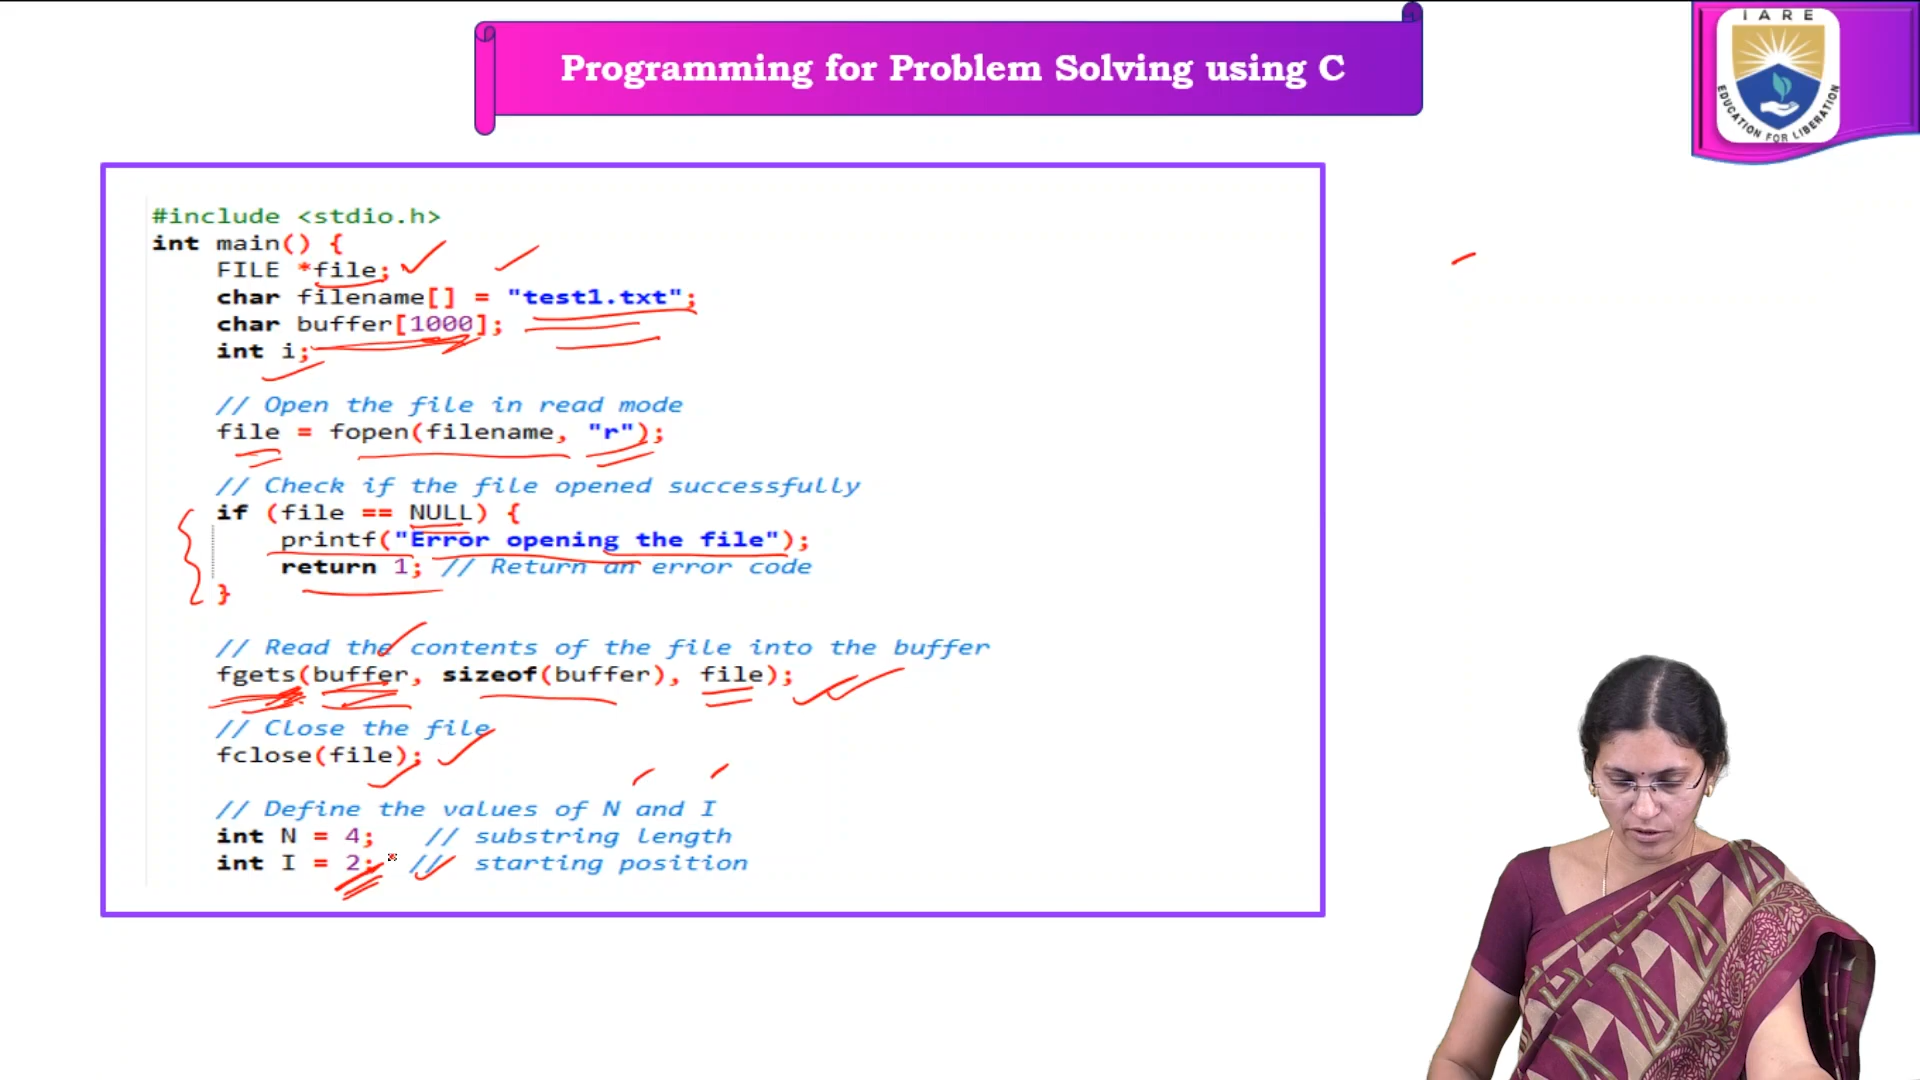 Programming for Problem Solving using C
IARE
EDUCATION FOR LIBERATION
#include <stdio.h>
int main() {
FILE *file;
char filename[] = "test1.txt";
char buffer[1000];
int i;
// Open the file in read mode
file = fopen(filename, "r");
// Check if the file opened successfully
if (file == NULL) {
printf("Error opening the file");
return 1; // Return an error code
}
// Read the contents of the file into the buffer
fgets(buffer, sizeof(buffer), file);
// Close the file
fclose(file);
// Define the values of N and I
int N = 4; // substring length
int I = 2; // starting position